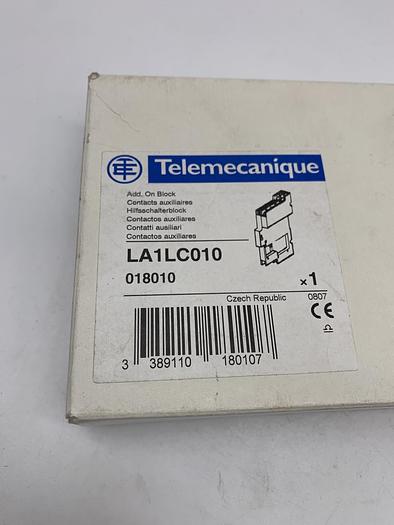 TE Telemecanique
Add. On Block
Contacts auxiliaires
Hilfsschalterblock
Contactos auxiliares
Contatti ausiliari
Contactos auxiliares
LA1LC010
018010
x1
Czech Republic
0807
CE
3 389110 180107